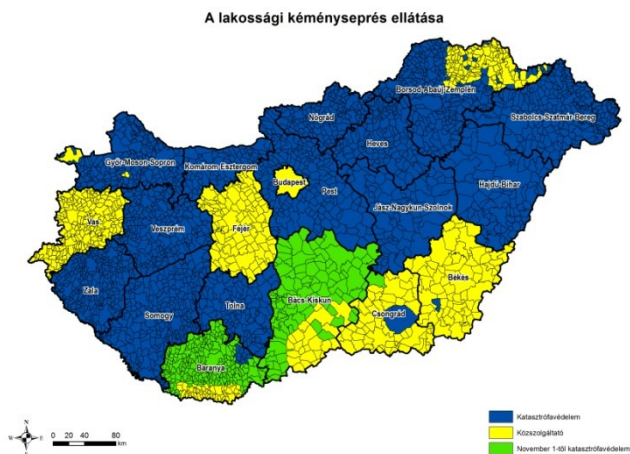 A lakossági kéményseprés ellátása
Borsod-Abaúj-Zemplén
Szabolcs-Szatmár-Bereg
Nógrád
Heves
Győr-Moson-Sopron
Komárom-Esztergom
Budapest
Pest
Hajdú-Bihar
Jász-Nagykun-Szolnok
Vas
Veszprém
Fejér
Békés
Zala
Somogy
Tolna
Bács-Kiskun
Csongrád
Baranya
N
W
E
S
0 20 40 80
km
Katasztrófavédelem
Közszolgáltató
November 1-től katasztrófavédelem